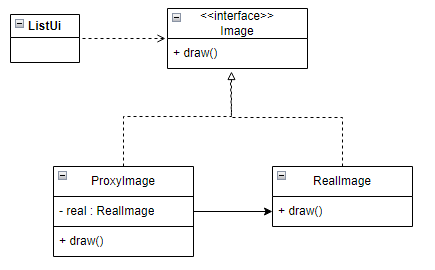 ListUi
<<interface>>
Image
+ draw()
ProxyImage
- real : RealImage
+ draw()
RealImage
+ draw()